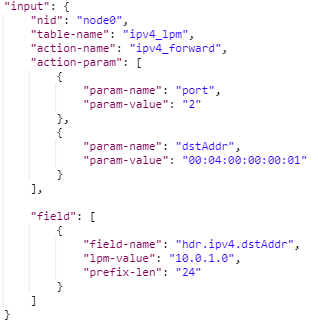 "input": {
"nid": "node0",
"table-name": "ipv4_lpm",
"action-name": "ipv4_forward",
"action-param": [
{
"param-name": "port",
"param-value": "2"
},
{
"param-name": "dstAddr",
"param-value": "00:04:00:00:00:01"
}
],
"field": [
{
"field-name": "hdr.ipv4.dstAddr",
"lpm-value": "10.0.1.0",
"prefix-len": "24"
}
]
}